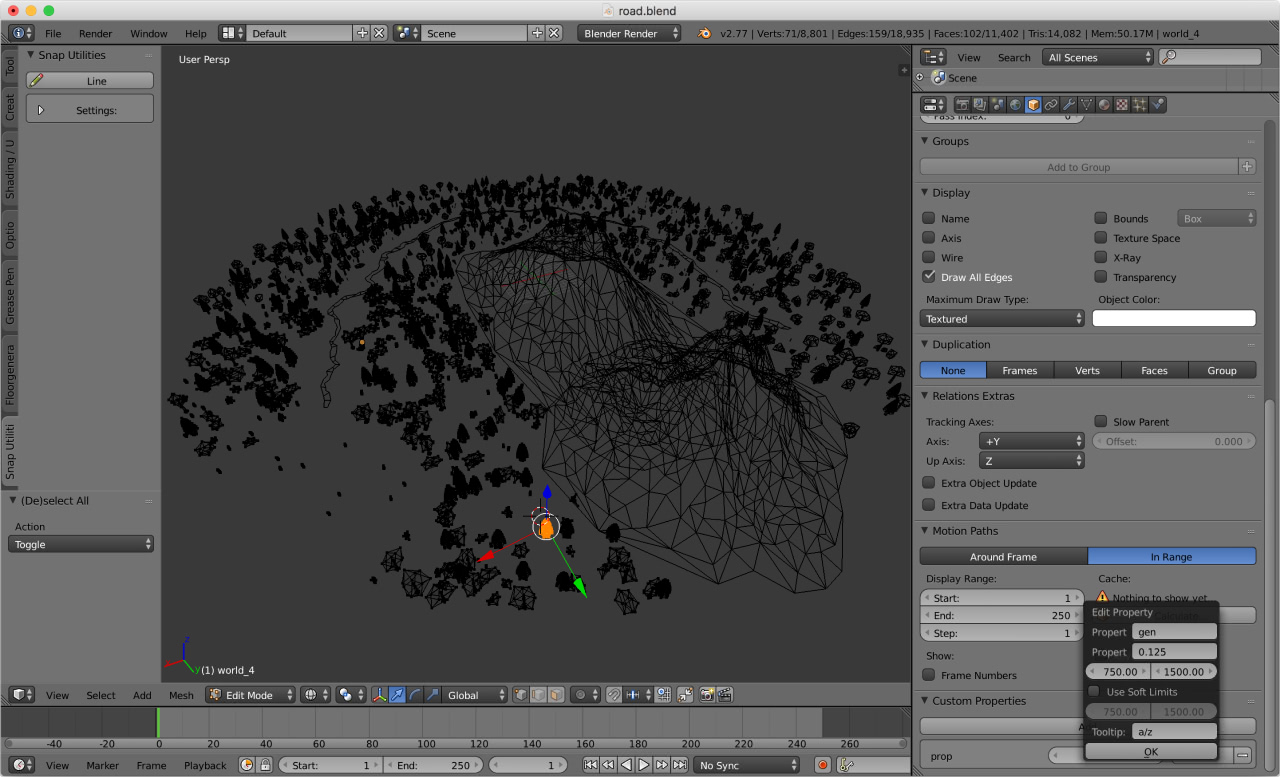 road.blend
File Render Window Help Default Scene Blender Render v2.77 | Verts:71/8,801 | Edges:159/18,935 | Faces:102/11,402 | Tris:14,082 | Mem:50.17M | world_4
Snap Utilities
Line
Settings:
Tool
Creat
Shading / U
Optio
Grease Pen
Floorgenera
Snap Utiliti
(De)select All
Action
Toggle
User Persp
(1) world_4
z
y
View Select Add Mesh Edit Mode Global
-40 -20 0 20 40 60 80 100 120 140 160 180 200 220 240 260
View Marker Frame Playback Start: 1 End: 250 1 No Sync
View Search All Scenes
Scene
Pass Index: 0
Groups
Add to Group
Display
Name Bounds Box
Axis Texture Space
Wire X-Ray
Draw All Edges Transparency
Maximum Draw Type: Object Color:
Textured
Duplication
None Frames Verts Faces Group
Relations Extras
Tracking Axes: Slow Parent
Axis: +Y Offset: 0.000
Up Axis: Z
Extra Object Update
Extra Data Update
Motion Paths
Around Frame In Range
Display Range: Cache:
Start: 1 Nothing to show yet
End: 250
Step: 1
Show:
Frame Numbers
Custom Properties
prop
Edit Property
Propert gen
Propert 0.125
750.00 1500.00
Use Soft Limits
750.00 1500.00
Tooltip: a/z
OK